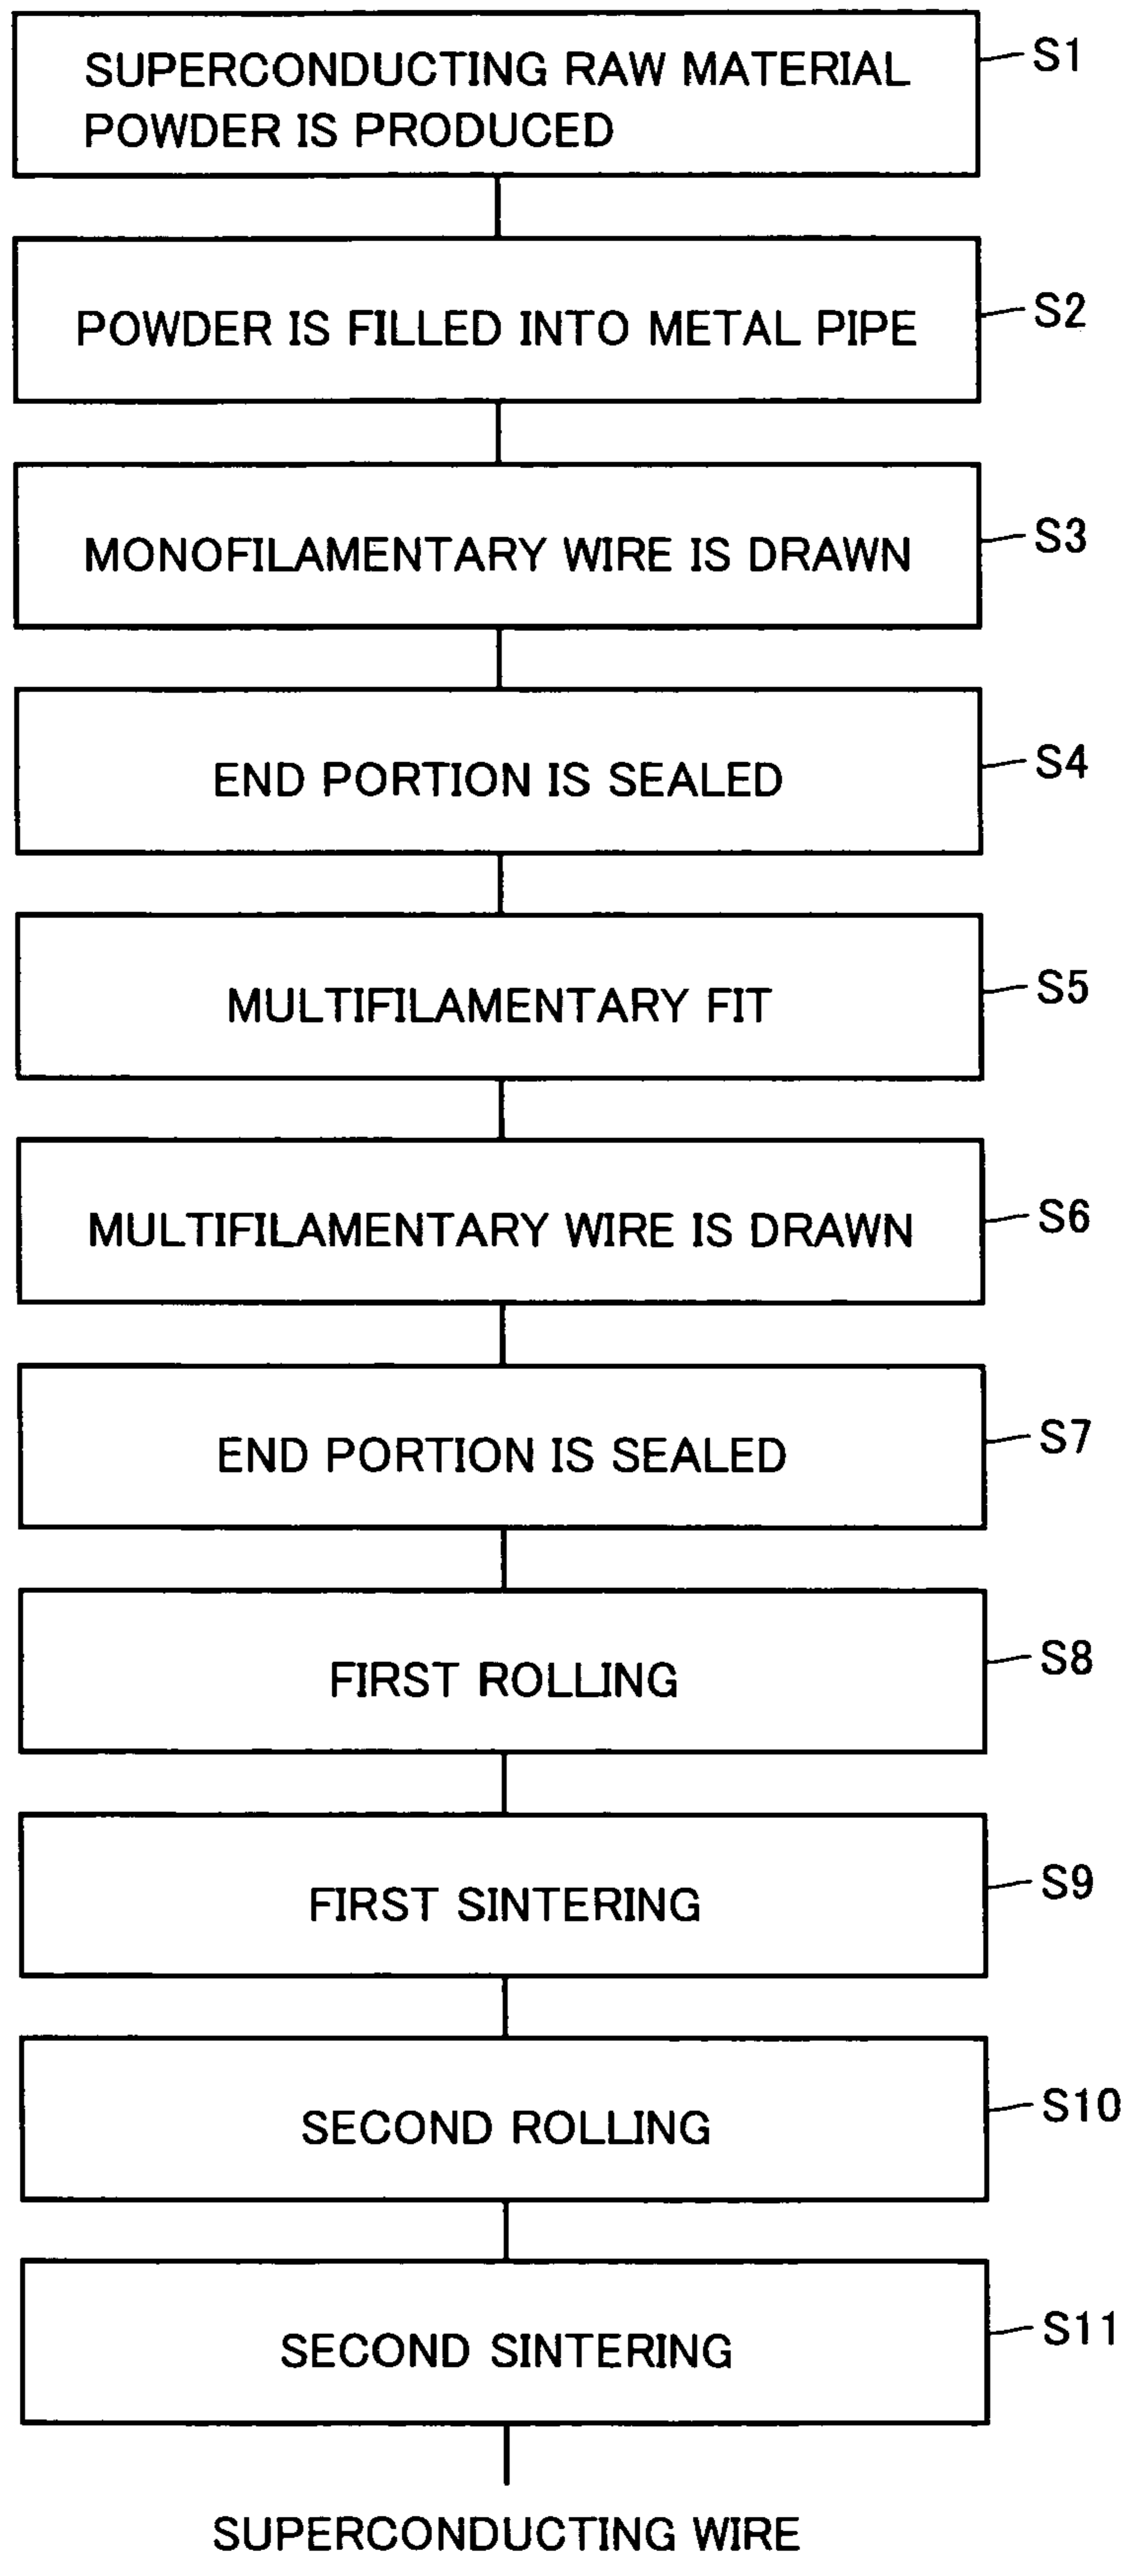 SUPERCONDUCTING RAW MATERIAL
POWDER IS PRODUCED
S1
POWDER IS FILLED INTO METAL PIPE
S2
MONOFILAMENTARY WIRE IS DRAWN
S3
END PORTION IS SEALED
S4
MULTIFILAMENTARY FIT
S5
MULTIFILAMENTARY WIRE IS DRAWN
S6
END PORTION IS SEALED
S7
FIRST ROLLING
S8
FIRST SINTERING
S9
SECOND ROLLING
S10
SECOND SINTERING
S11
SUPERCONDUCTING WIRE